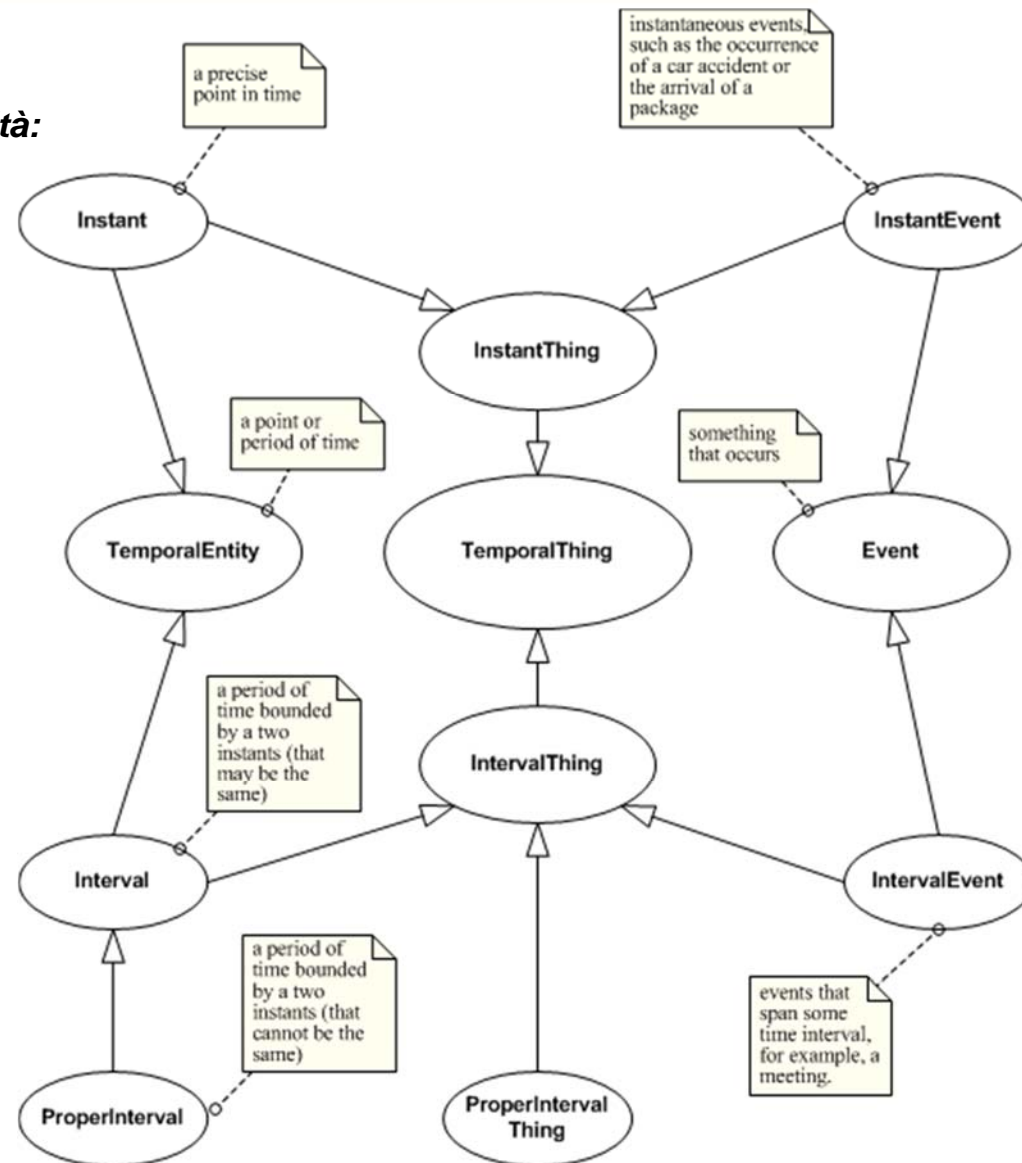 instantaneous events,
such as the occurrence
of a car accident or
the arrival of a
package
a precise
point in time
tà:
Instant
InstantEvent
InstantThing
a point or
period of time
something
that occurs
TemporalEntity
TemporalThing
Event
a period of
time bounded
by a two
instants (that
may be the
same)
IntervalThing
Interval
IntervalEvent
a period of
time bounded
by a two
instants (that
cannot be the
same)
events that
span some
time interval,
for example, a
meeting.
ProperInterval
ProperInterval
Thing